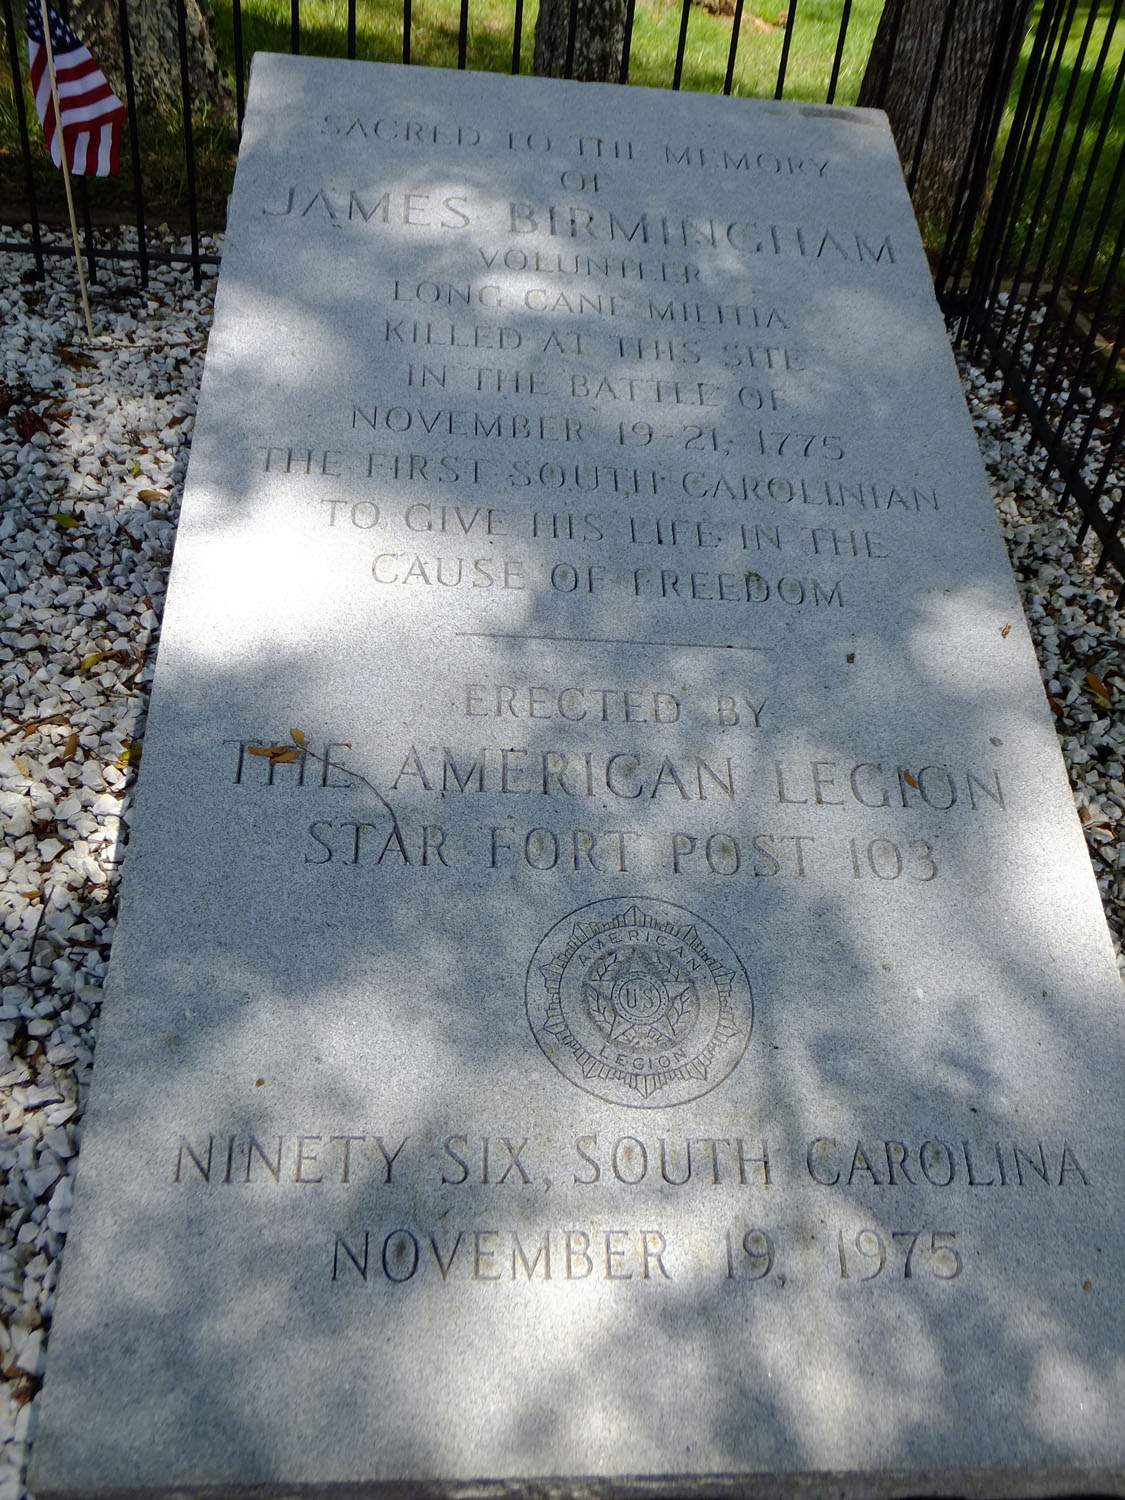 SACRED TO THE MEMORY
OF
JAMES BIRMINGHAM
VOLUNTEER
LONG CANE MILITIA
KILLED AT THIS SITE
IN THE BATTLE OF
NOVEMBER 19-21, 1775
THE FIRST SOUTH CAROLINIAN
TO GIVE HIS LIFE IN THE
CAUSE OF FREEDOM
ERECTED BY
THE AMERICAN LEGION
STAR FORT POST 103
AMERICAN
US
LEGION
NINETY SIX, SOUTH CAROLINA
NOVEMBER 19, 1975